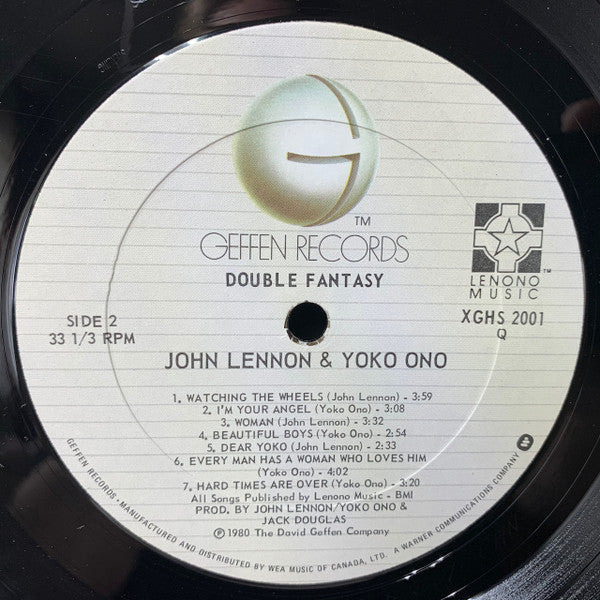 TM
GEFFEN RECORDS
DOUBLE FANTASY
TM
LENONO
MUSIC
SIDE 2
33 1/3 RPM
XGHS 2001
Q
JOHN LENNON & YOKO ONO
1. WATCHING THE WHEELS (John Lennon) - 3:59
2. I'M YOUR ANGEL (Yoko Ono) - 3:08
3. WOMAN (John Lennon) - 3:32
4. BEAUTIFUL BOYS (Yoko Ono) - 2:54
5. DEAR YOKO (John Lennon) - 2:33
6. EVERY MAN HAS A WOMAN WHO LOVES HIM
(Yoko Ono) - 4:02
7. HARD TIMES ARE OVER (Yoko Ono) - 3:20
All Songs Published by Lenono Music - BMI
PROD. BY JOHN LENNON/YOKO ONO &
JACK DOUGLAS
℗ 1980 The David Geffen Company
GEFFEN RECORDS • MANUFACTURED AND DISTRIBUTED BY WEA MUSIC OF CANADA, LTD. A WARNER COMMUNICATIONS COMPANY